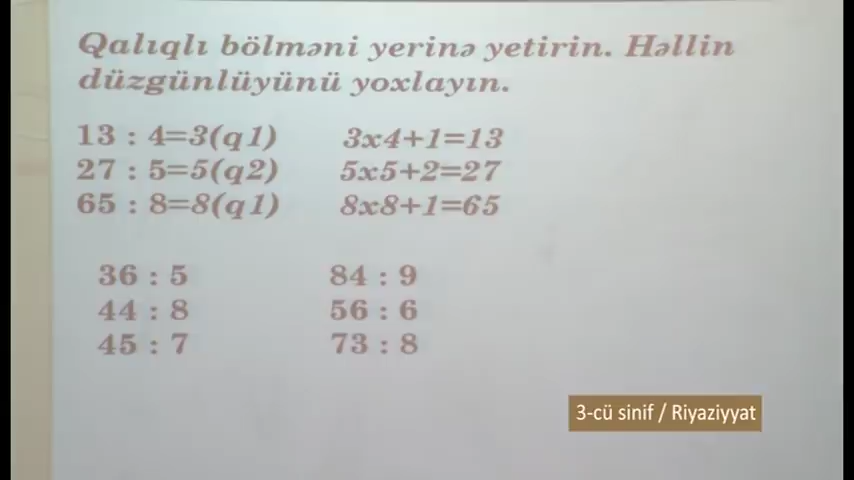 Qalıqlı bölməni yerinə yetirin. Həllin
düzgünlüyünü yoxlayın.
13 : 4=3(q1) 3x4+1=13
27 : 5=5(q2) 5x5+2=27
65 : 8=8(q1) 8x8+1=65
36 : 5 84 : 9
44 : 8 56 : 6
45 : 7 73 : 8
3-cü sinif / Riyaziyyat